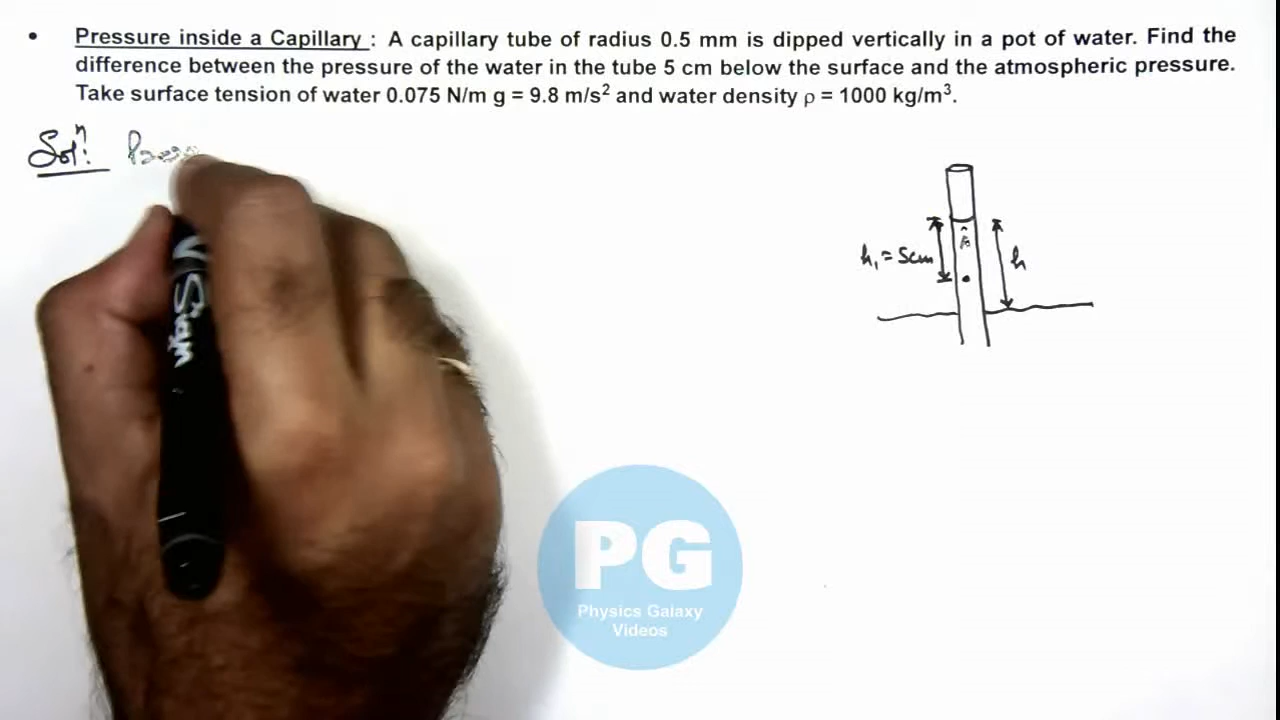 • Pressure inside a Capillary : A capillary tube of radius 0.5 mm is dipped vertically in a pot of water. Find the
difference between the pressure of the water in the tube 5 cm below the surface and the atmospheric pressure.
Take surface tension of water 0.075 N/m g = 9.8 m/s² and water density ρ = 1000 kg/m³.
Solⁿ:
h₁ = 5cm
h
PG
Physics Galaxy
Videos